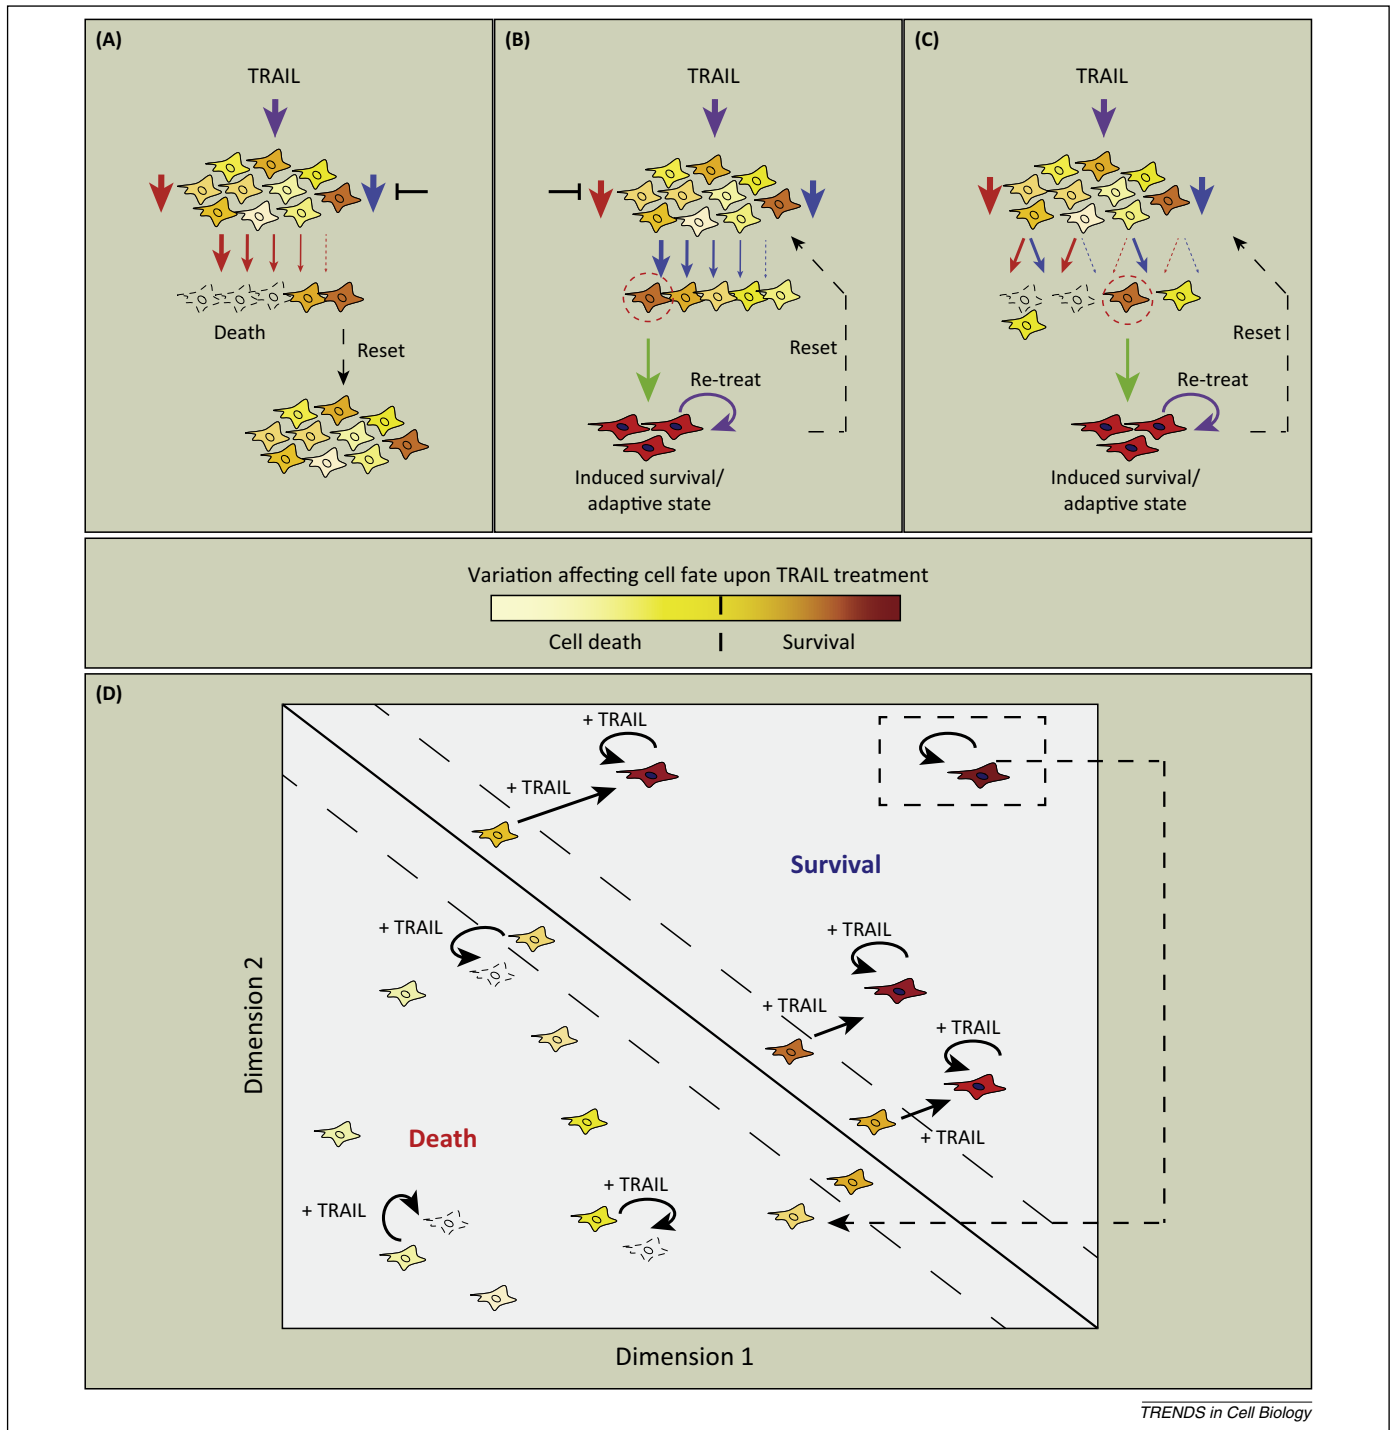 (A)
TRAIL
Death
Reset
(B)
TRAIL
Reset
Re-treat
Induced survival/
adaptive state
(C)
TRAIL
Reset
Re-treat
Induced survival/
adaptive state
Variation affecting cell fate upon TRAIL treatment
Cell death
Survival
(D)
+ TRAIL
+ TRAIL
Survival
+ TRAIL
+ TRAIL
+ TRAIL
+ TRAIL
+ TRAIL
Death
+ TRAIL
+ TRAIL
Dimension 2
Dimension 1
TRENDS in Cell Biology